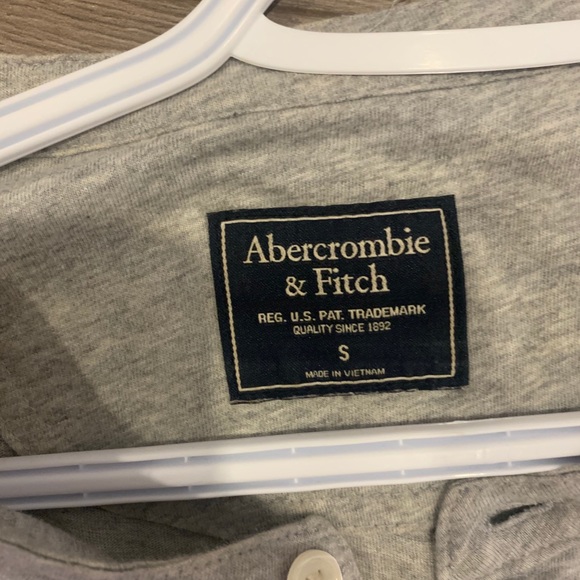 Abercrombie
& Fitch
REG. U.S. PAT. TRADEMARK
QUALITY SINCE 1892
S
MADE IN VIETNAM